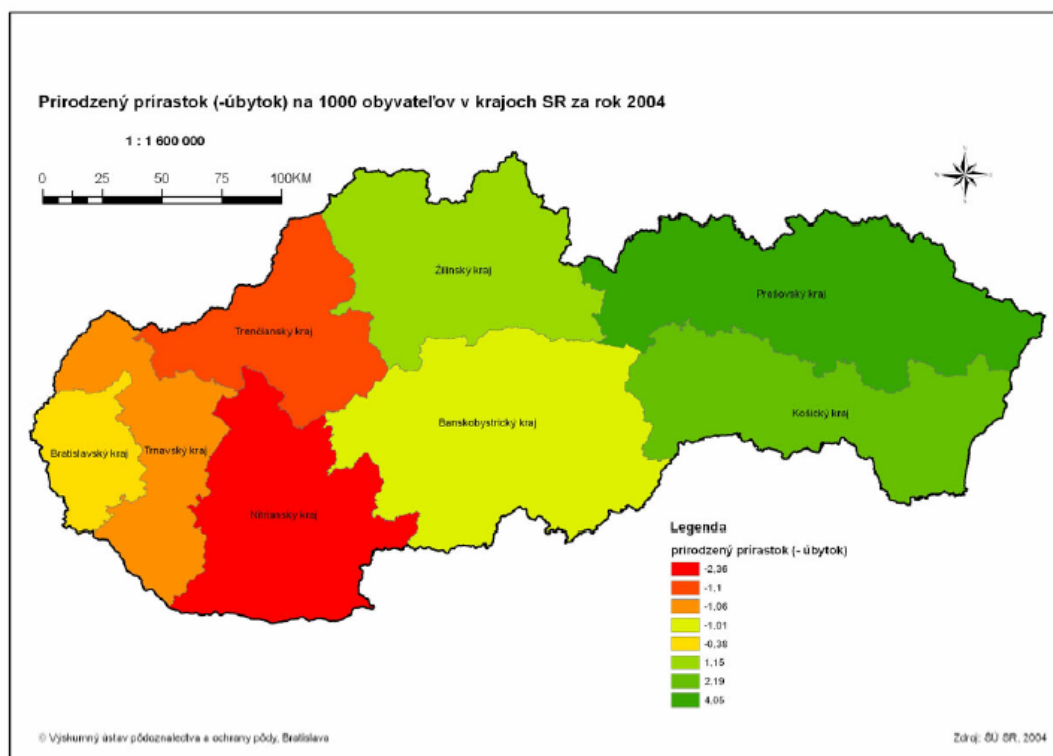 Prirodzený prírastok (-úbytok) na 1000 obyvateľov v krajoch SR za rok 2004
1 : 1 600 000
0 25 50 75 100KM
Žilinský kraj
Prešovský kraj
Trenčiansky kraj
Košický kraj
Banskobystrický kraj
Bratislavský kraj
Trnavský kraj
Nitriansky kraj
Legenda
prirodzený prírastok (- úbytok)
-2,36
-1,1
-1,06
-1,01
-0,38
1,15
2,19
4,05
© Výskumný ústav pôdoznalectva a ochrany pôdy, Bratislava
Zdroj: ŠÚ SR, 2004